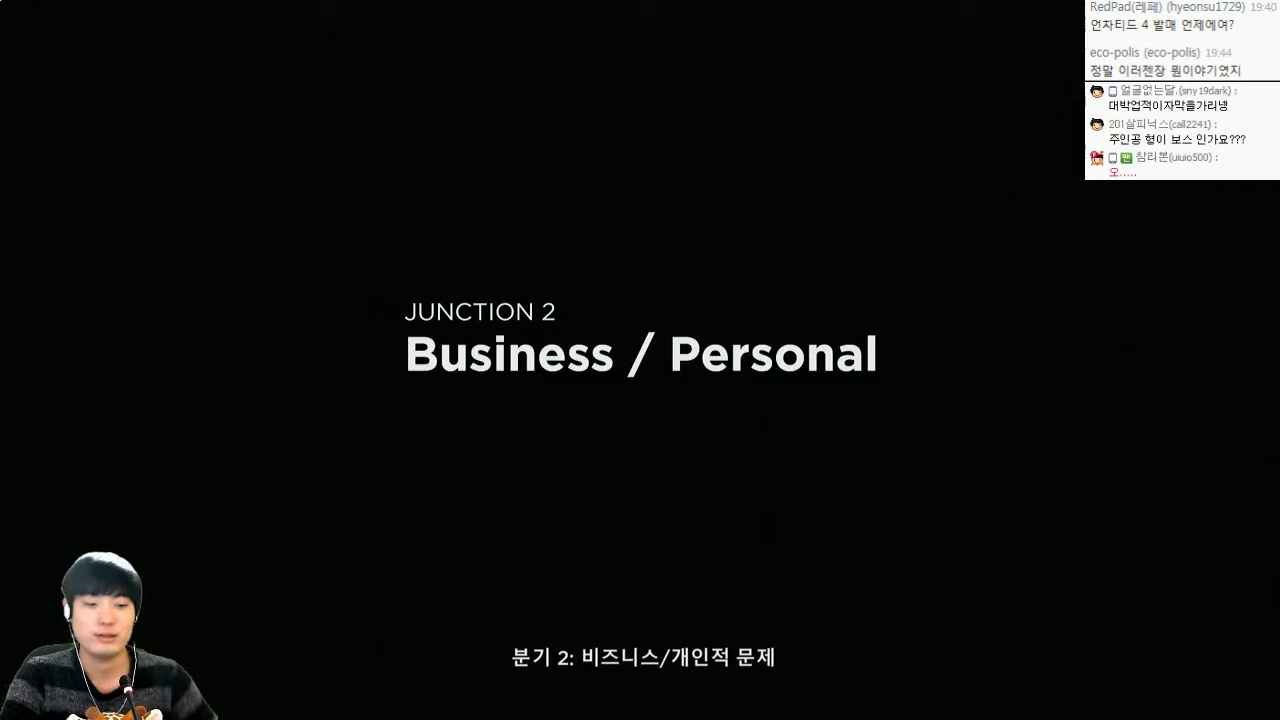 RedPad(레페) (hyeonsu1729) 19:40
언차티드 4 발매 언제에여?
eco-polis (eco-polis) 19:44
정말 이러젠장 뭔이야기였지
얼굴없는달.(sny19dark) :
대박업적이자막을가리넹
201살피닉스(call2241) :
주인공 형이 보스 인가요???
팬 참리본(uiuio500) :
오.....
JUNCTION 2
Business / Personal
분기 2: 비즈니스/개인적 문제